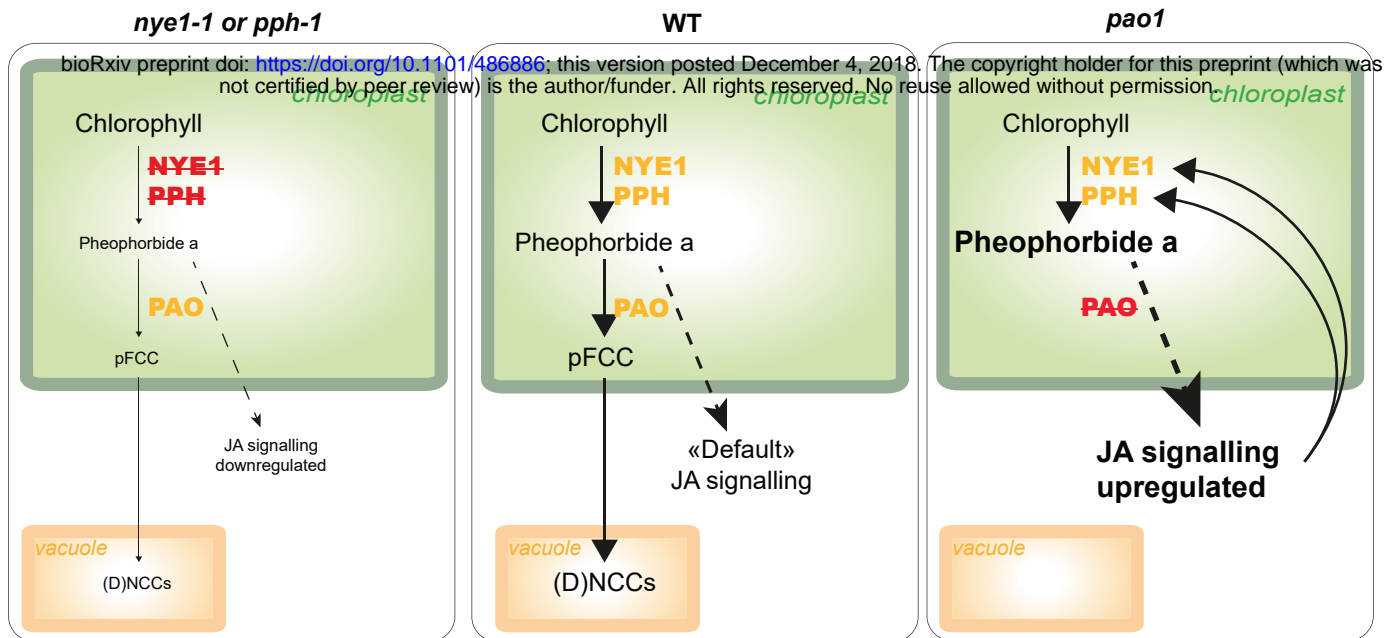 nye1-1 or pph-1
WT
pao1
bioRxiv preprint doi: https://doi.org/10.1101/486886; this version posted December 4, 2018. The copyright holder for this preprint (which was
not certified by peer review) is the author/funder. All rights reserved. No reuse allowed without permission.
chloroplast
Chlorophyll
NYE1
PPH
Pheophorbide a
PAO
pFCC
JA signalling
downregulated
vacuole
(D)NCCs
chloroplast
Chlorophyll
NYE1
PPH
Pheophorbide a
PAO
pFCC
«Default»
JA signalling
vacuole
(D)NCCs
chloroplast
Chlorophyll
NYE1
PPH
Pheophorbide a
PAO
JA signalling
upregulated
vacuole